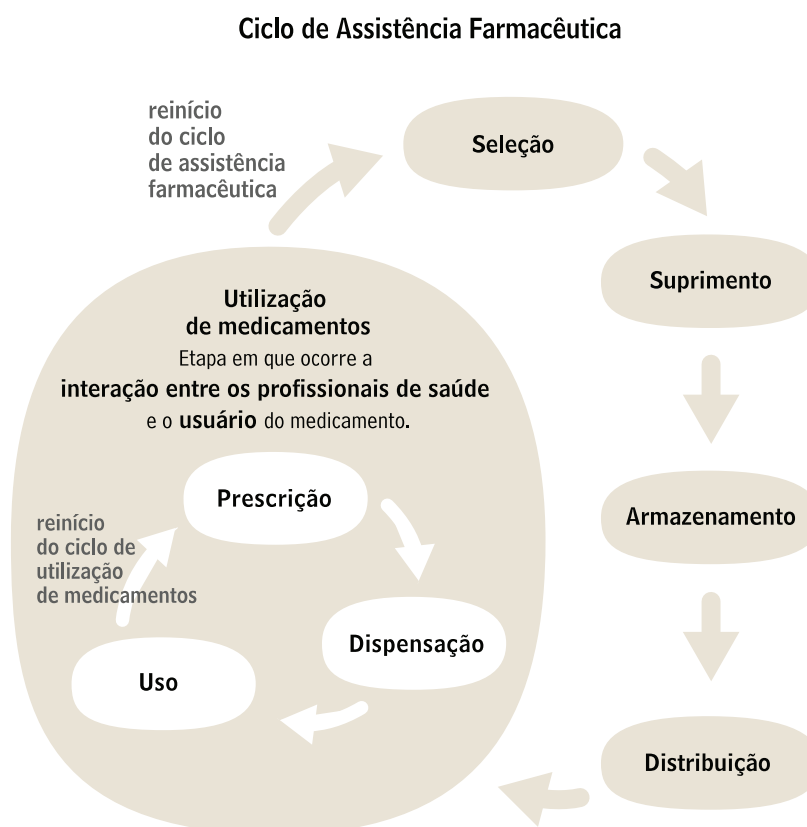 Ciclo de Assistência Farmacêutica
reinício
do ciclo
de assistência
farmacêutica
Seleção
Suprimento
Armazenamento
Distribuição
Utilização
de medicamentos
Etapa em que ocorre a
interação entre os profissionais de saúde
e o usuário do medicamento.
Prescrição
Dispensação
Uso
reinício
do ciclo de
utilização
de medicamentos